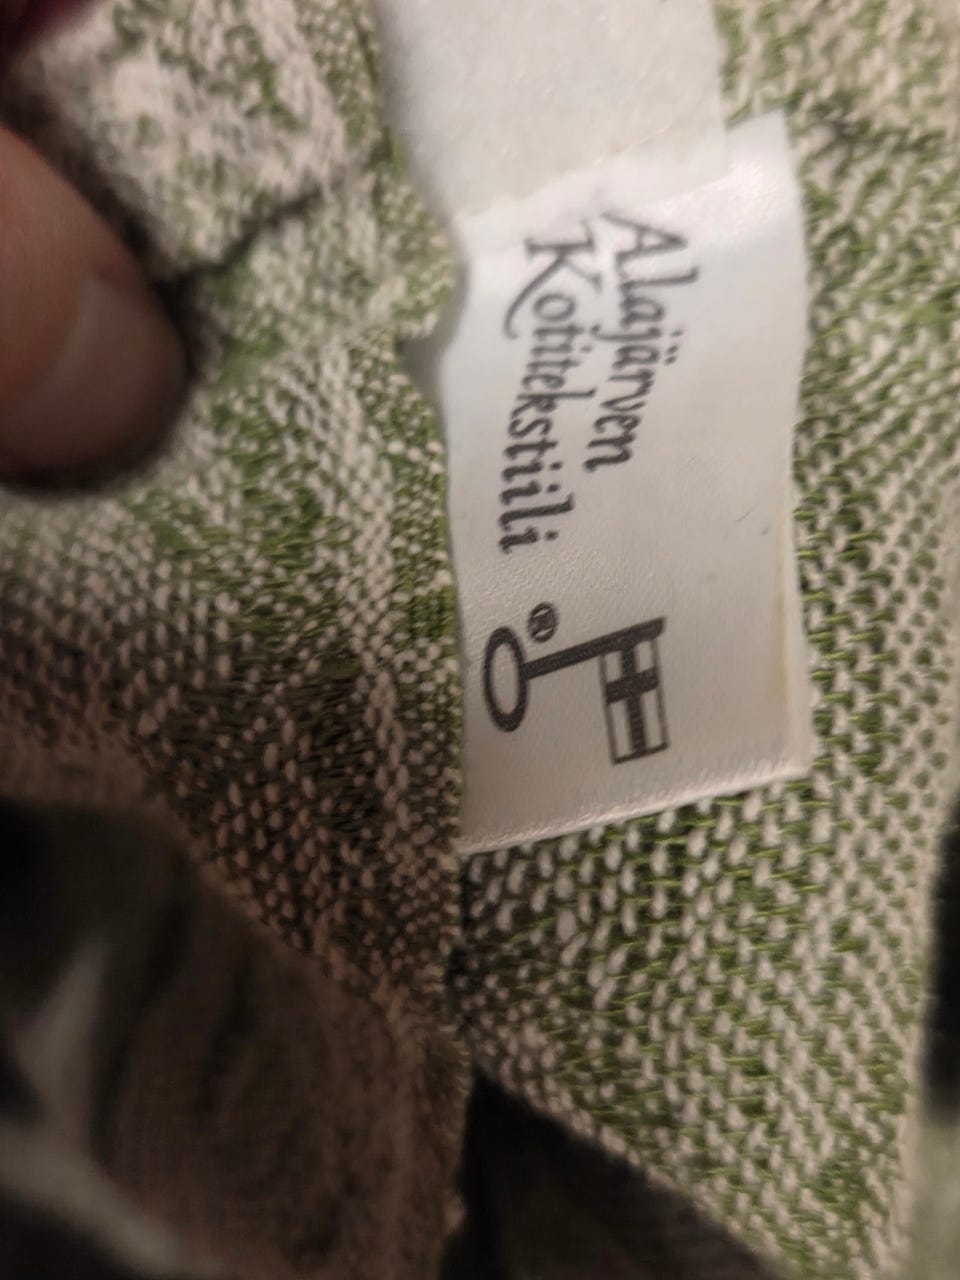 Alajärven
Kotitekstiili
®